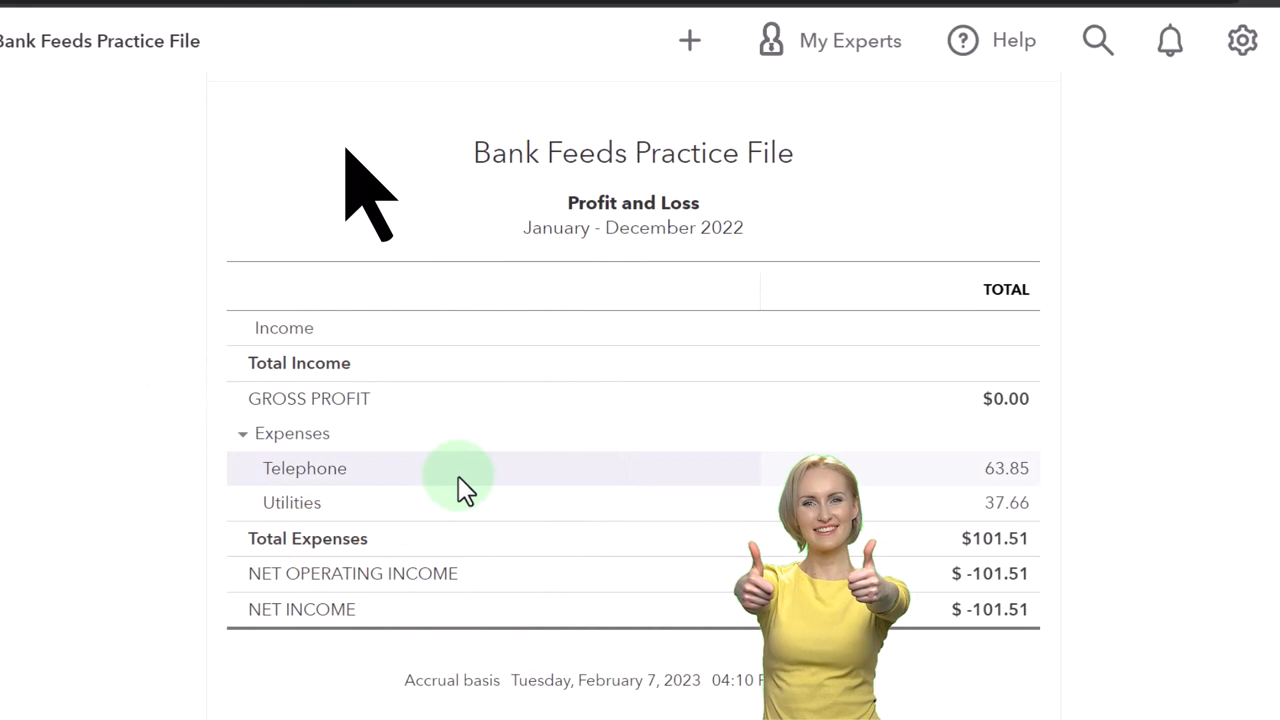 Bank Feeds Practice File
My Experts
Help
Bank Feeds Practice File
Profit and Loss
January - December 2022
TOTAL
Income
Total Income
GROSS PROFIT $0.00
Expenses
Telephone 63.85
Utilities 37.66
Total Expenses $101.51
NET OPERATING INCOME $ -101.51
NET INCOME $ -101.51
Accrual basis Tuesday, February 7, 2023 04:10